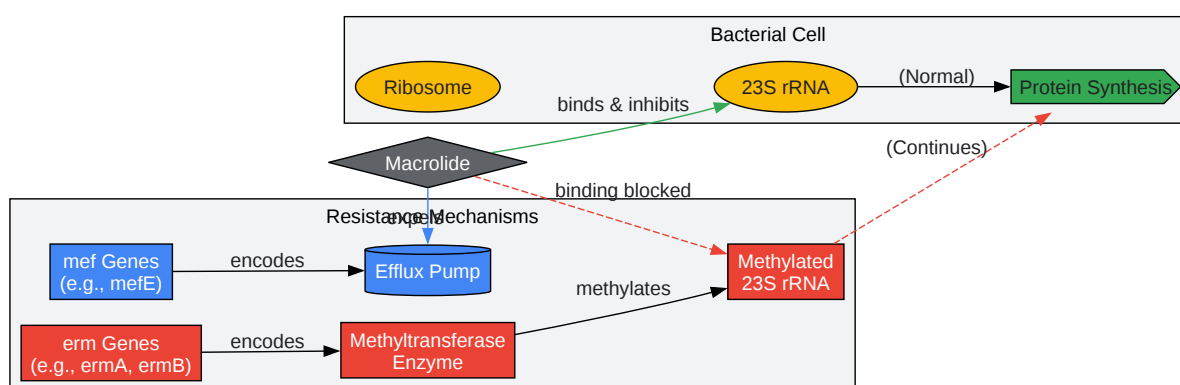 Bacterial Cell
Ribosome
23S rRNA
(Normal)
Protein Synthesis
binds & inhibits
Macrolide
(Continues)
binding blocked
Resistance Mechanisms
expels
mef Genes
(e.g., mefE)
encodes
Efflux Pump
Methylated
23S rRNA
methylates
erm Genes
(e.g., ermA, ermB)
encodes
Methyltransferase
Enzyme